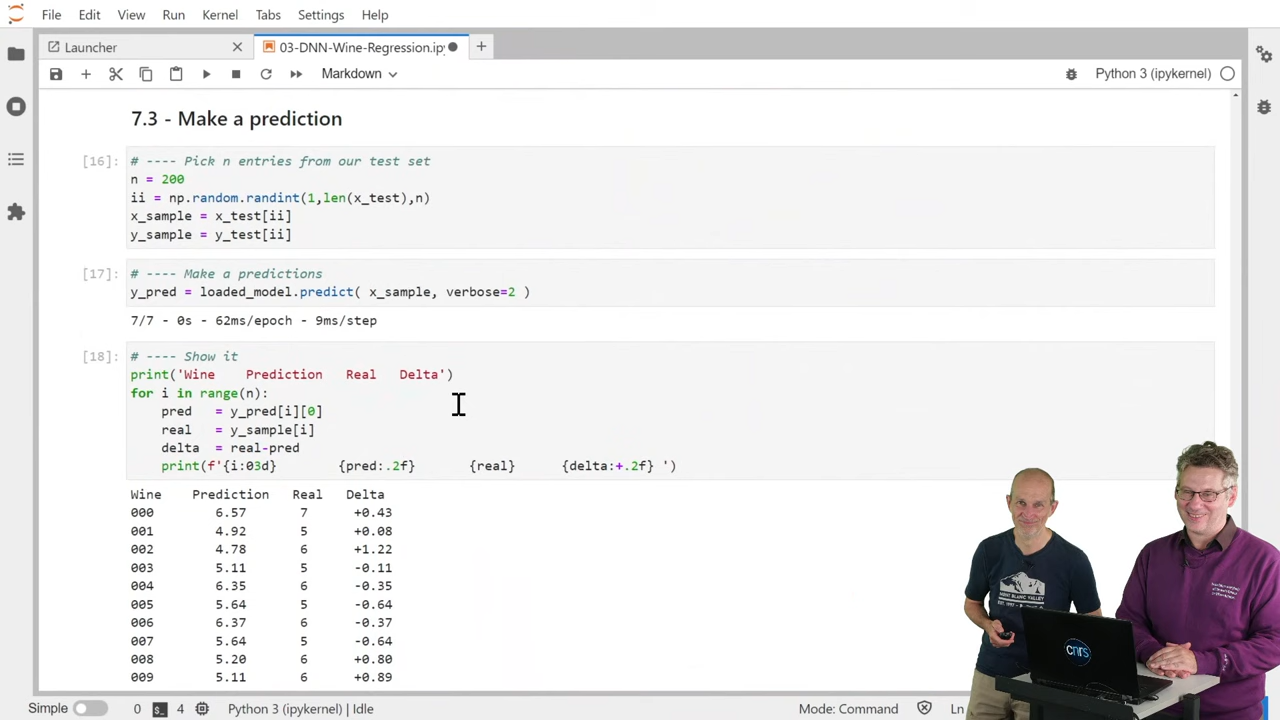 File Edit View Run Kernel Tabs Settings Help
Launcher
03-DNN-Wine-Regression.ipy
Markdown
Python 3 (ipykernel)
7.3 - Make a prediction
[16]:
# ---- Pick n entries from our test set
n = 200
ii = np.random.randint(1,len(x_test),n)
x_sample = x_test[ii]
y_sample = y_test[ii]
[17]:
# ---- Make a predictions
y_pred = loaded_model.predict( x_sample, verbose=2 )
7/7 - 0s - 62ms/epoch - 9ms/step
[18]:
# ---- Show it
print('Wine    Prediction   Real   Delta')
for i in range(n):
    pred   = y_pred[i][0]
    real   = y_sample[i]
    delta  = real-pred
    print(f'{i:03d}        {pred:.2f}       {real}      {delta:+.2f} ')
Wine    Prediction   Real   Delta
000        6.57       7      +0.43
001        4.92       5      +0.08
002        4.78       6      +1.22
003        5.11       5      -0.11
004        6.35       6      -0.35
005        5.64       5      -0.64
006        6.37       6      -0.37
007        5.64       5      -0.64
008        5.20       6      +0.80
009        5.11       6      +0.89
MONT BLANC VALLEY
cnrs
Simple 0 4 Python 3 (ipykernel) | Idle
Mode: Command
Ln